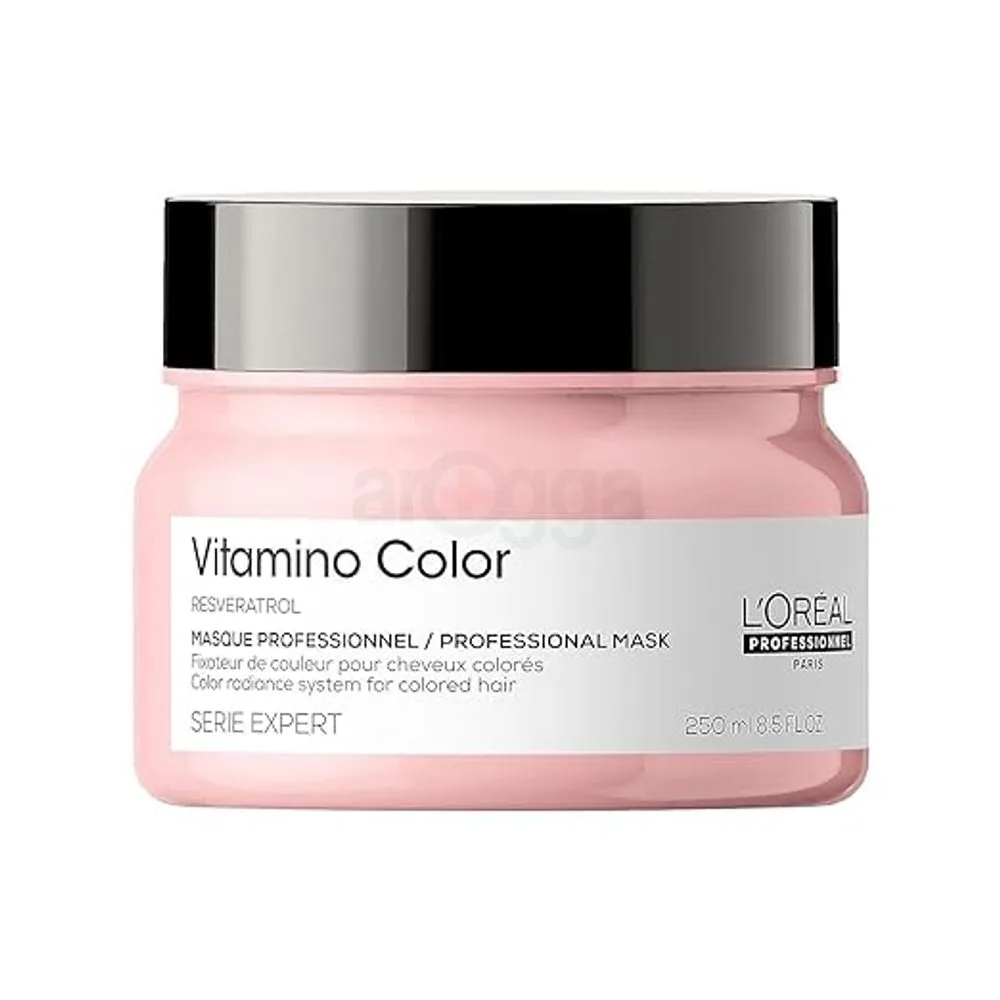 arogga
Vitamino Color
RESVERATROL
MASQUE PROFESSIONNEL / PROFESSIONAL MASK
Fixateur de couleur pour cheveux colorés
Color radiance system for colored hair
SERIE EXPERT
L'ORÉAL
PROFESSIONNEL
PARIS
250 ml 8.5 FL.OZ